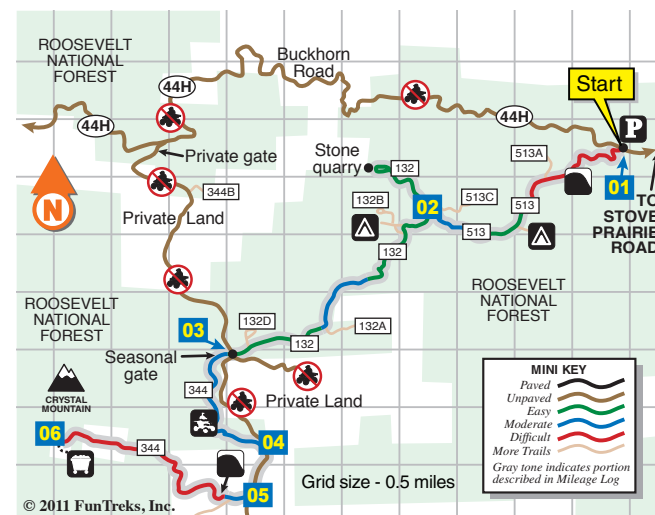 ROOSEVELT
NATIONAL
FOREST
Buckhorn
Road
44H
44H
44H
Start
P
Private gate
Stone
quarry
132
513A
344B
132B
513C
02
513
513
01
TO
STOVE
PRAIRIE
ROAD
N
Private Land
132
ROOSEVELT
NATIONAL
FOREST
ROOSEVELT
NATIONAL
FOREST
03
132D
132A
132
Seasonal
gate
344
Private Land
CRYSTAL
MOUNTAIN
06
344
04
05
Grid size - 0.5 miles
MINI KEY
Paved
Unpaved
Easy
Moderate
Difficult
More Trails
Gray tone indicates portion
described in Mileage Log
© 2011 FunTreks, Inc.